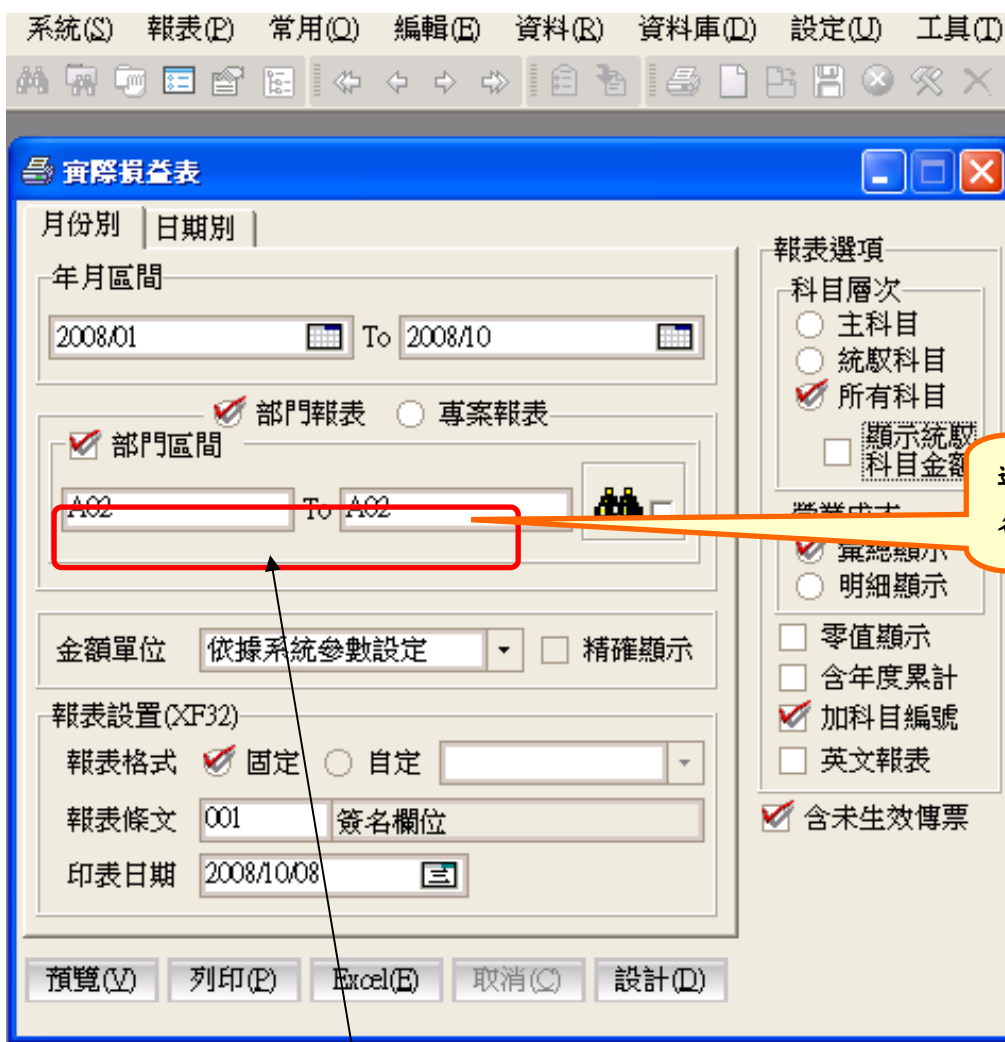 系統(S) 報表(P) 常用(Q) 編輯(E) 資料(R) 資料庫(D) 設定(U) 工具(T)
實際損益表
月份別 日期別
年月區間
2008/01 To 2008/10
部門報表 專案報表
部門區間
A02 To A02
金額單位 依據系統參數設定 精確顯示
報表設置(XF32)
報表格式 固定 自定
報表條文 001 簽名欄位
印表日期 2008/10/08
報表選項
科目層次
主科目
統馭科目
所有科目
顯示統馭
科目金額
營業成本
彙總顯示
明細顯示
零值顯示
含年度累計
加科目編號
英文報表
含未生效傳票
預覽(V) 列印(P) Excel(E) 取消(C) 設計(D)